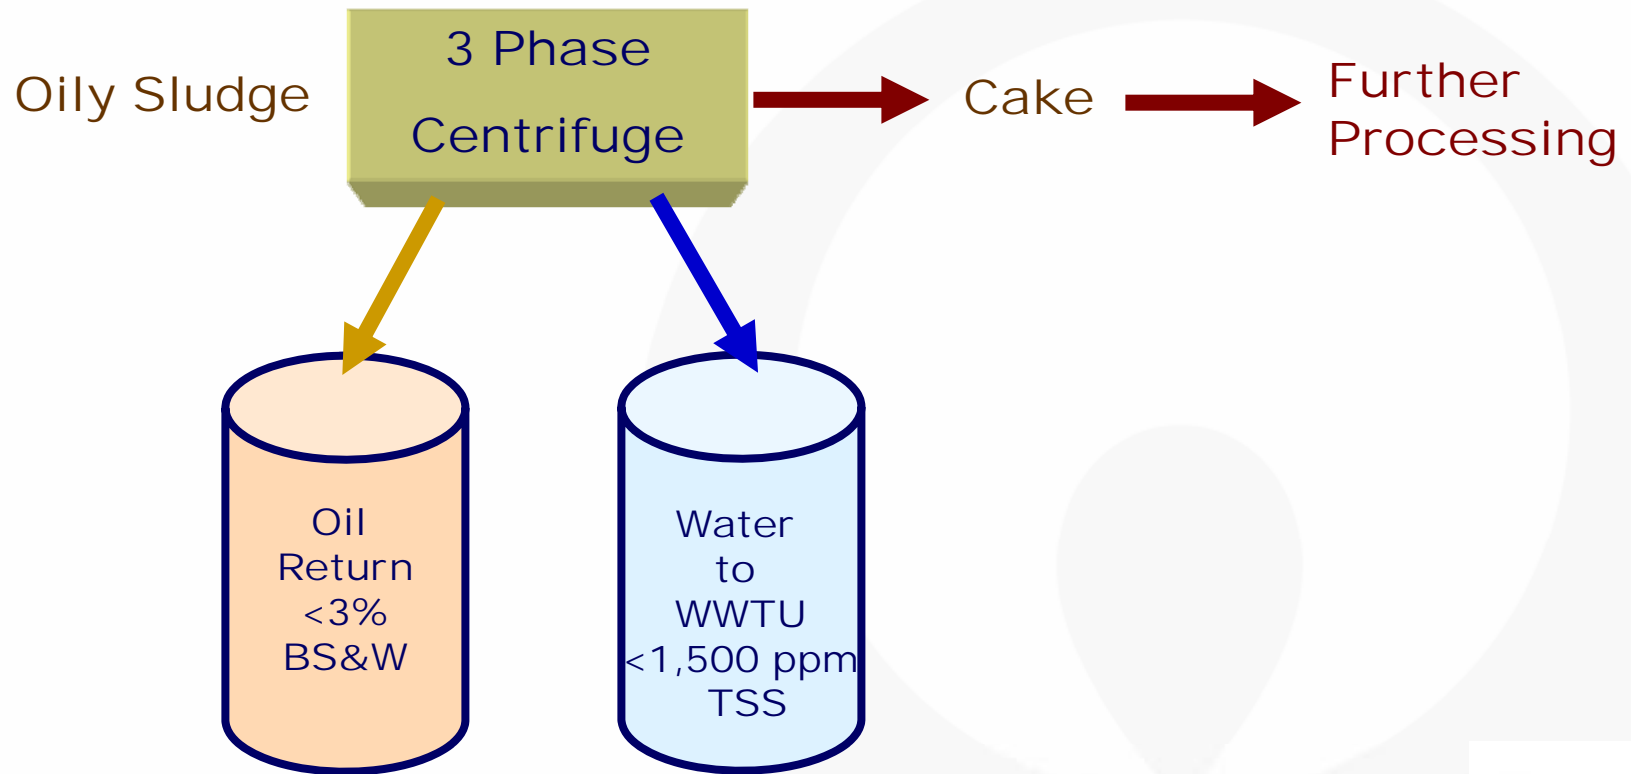 Oily Sludge
3 Phase
Centrifuge
Cake
Further
Processing
Oil
Return
<3%
BS&W
Water
to
WWTU
<1,500 ppm
TSS